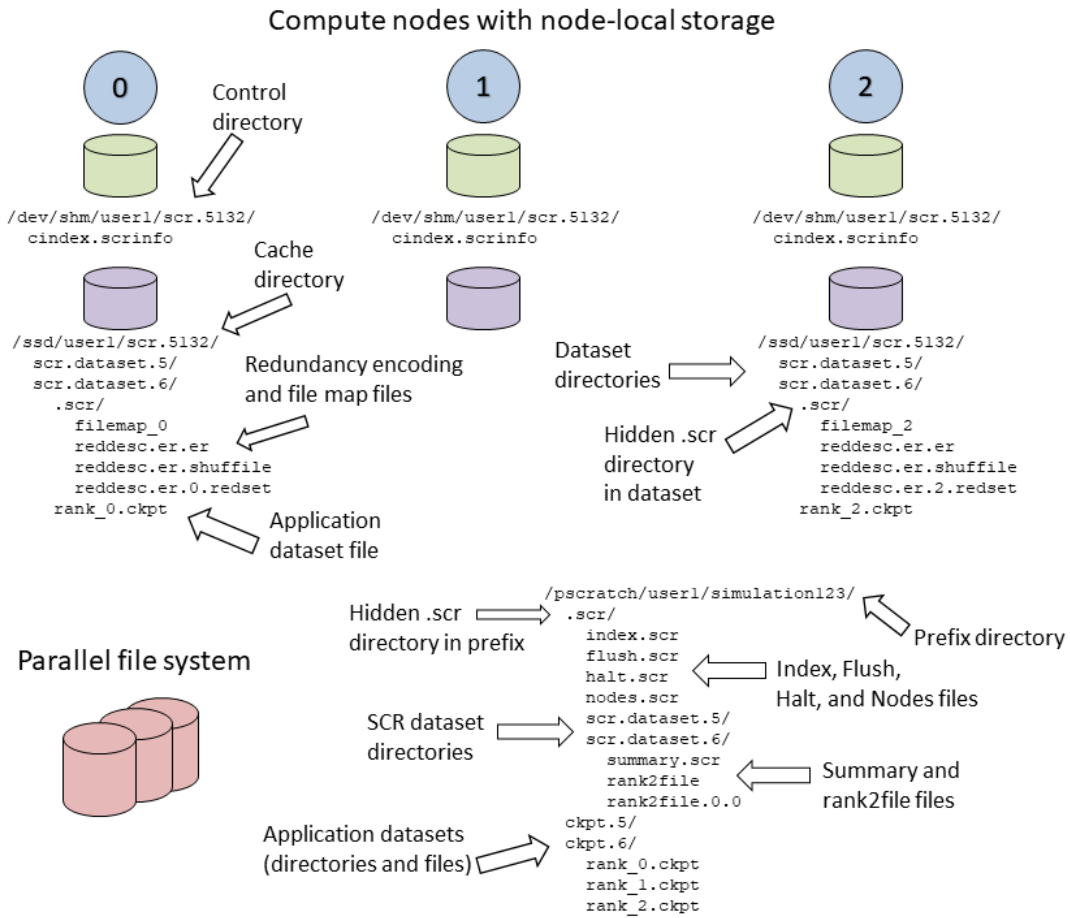 Compute nodes with node-local storage
0
1
2
Control
directory
/dev/shm/user1/scr.5132/
cindex.scrinfo
/dev/shm/user1/scr.5132/
cindex.scrinfo
/dev/shm/user1/scr.5132/
cindex.scrinfo
Cache
directory
/ssd/user1/scr.5132/
scr.dataset.5/
scr.dataset.6/
.scr/
filemap_0
reddesc.er.er
reddesc.er.shuffile
reddesc.er.0.redset
rank_0.ckpt
Redundancy encoding
and file map files
Application
dataset file
Dataset
directories
Hidden .scr
directory
in dataset
/ssd/user1/scr.5132/
scr.dataset.5/
scr.dataset.6/
.scr/
filemap_2
reddesc.er.er
reddesc.er.shuffile
reddesc.er.2.redset
rank_2.ckpt
Parallel file system
Hidden .scr
directory in prefix
SCR dataset
directories
Application datasets
(directories and files)
/pscratch/user1/simulation123/
.scr/
index.scr
flush.scr
halt.scr
nodes.scr
scr.dataset.5/
scr.dataset.6/
summary.scr
rank2file
rank2file.0.0
ckpt.5/
ckpt.6/
rank_0.ckpt
rank_1.ckpt
rank_2.ckpt
Prefix directory
Index, Flush,
Halt, and Nodes files
Summary and
rank2file files